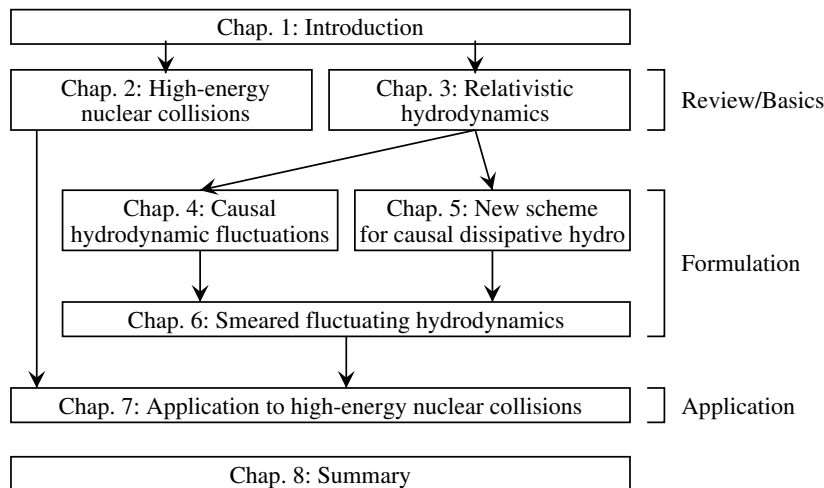 Chap. 1: Introduction
Chap. 2: High-energy
nuclear collisions
Chap. 3: Relativistic
hydrodynamics
Review/Basics
Chap. 4: Causal
hydrodynamic fluctuations
Chap. 5: New scheme
for causal dissipative hydro
Formulation
Chap. 6: Smeared fluctuating hydrodynamics
Chap. 7: Application to high-energy nuclear collisions
Application
Chap. 8: Summary